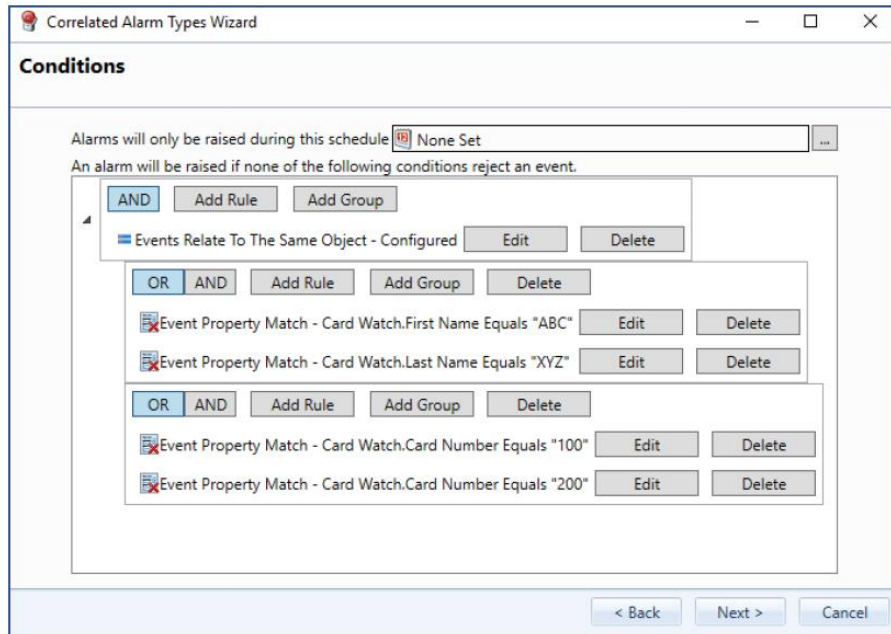 Correlated Alarm Types Wizard
Conditions
Alarms will only be raised during this schedule None Set ...
An alarm will be raised if none of the following conditions reject an event.
AND Add Rule Add Group
Events Relate To The Same Object - Configured Edit Delete
OR AND Add Rule Add Group Delete
Event Property Match - Card Watch.First Name Equals "ABC" Edit Delete
Event Property Match - Card Watch.Last Name Equals "XYZ" Edit Delete
OR AND Add Rule Add Group Delete
Event Property Match - Card Watch.Card Number Equals "100" Edit Delete
Event Property Match - Card Watch.Card Number Equals "200" Edit Delete
< Back Next > Cancel